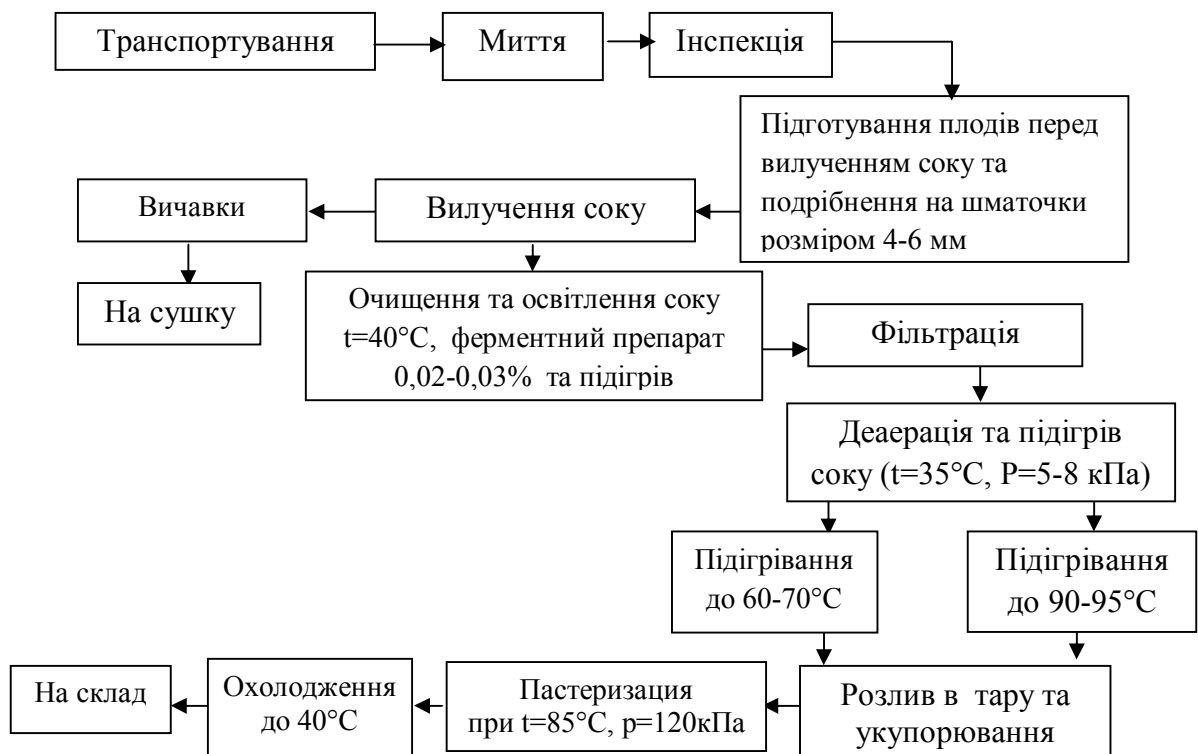 Транспортування
Миття
Інспекція
Підготування плодів перед
вилученням соку та
подрібнення на шматочки
розміром 4-6 мм
Вилучення соку
Вичавки
На сушку
Очищення та освітлення соку
t=40°С, ферментний препарат
0,02-0,03% та підігрів
Фільтрація
Деаерація та підігрів
соку (t=35°С, Р=5-8 кПа)
Підігрівання
до 60-70°С
Підігрівання
до 90-95°С
Розлив в тару та
укупорювання
Пастеризация
при t=85°С, р=120кПа
Охолодження
до 40°С
На склад